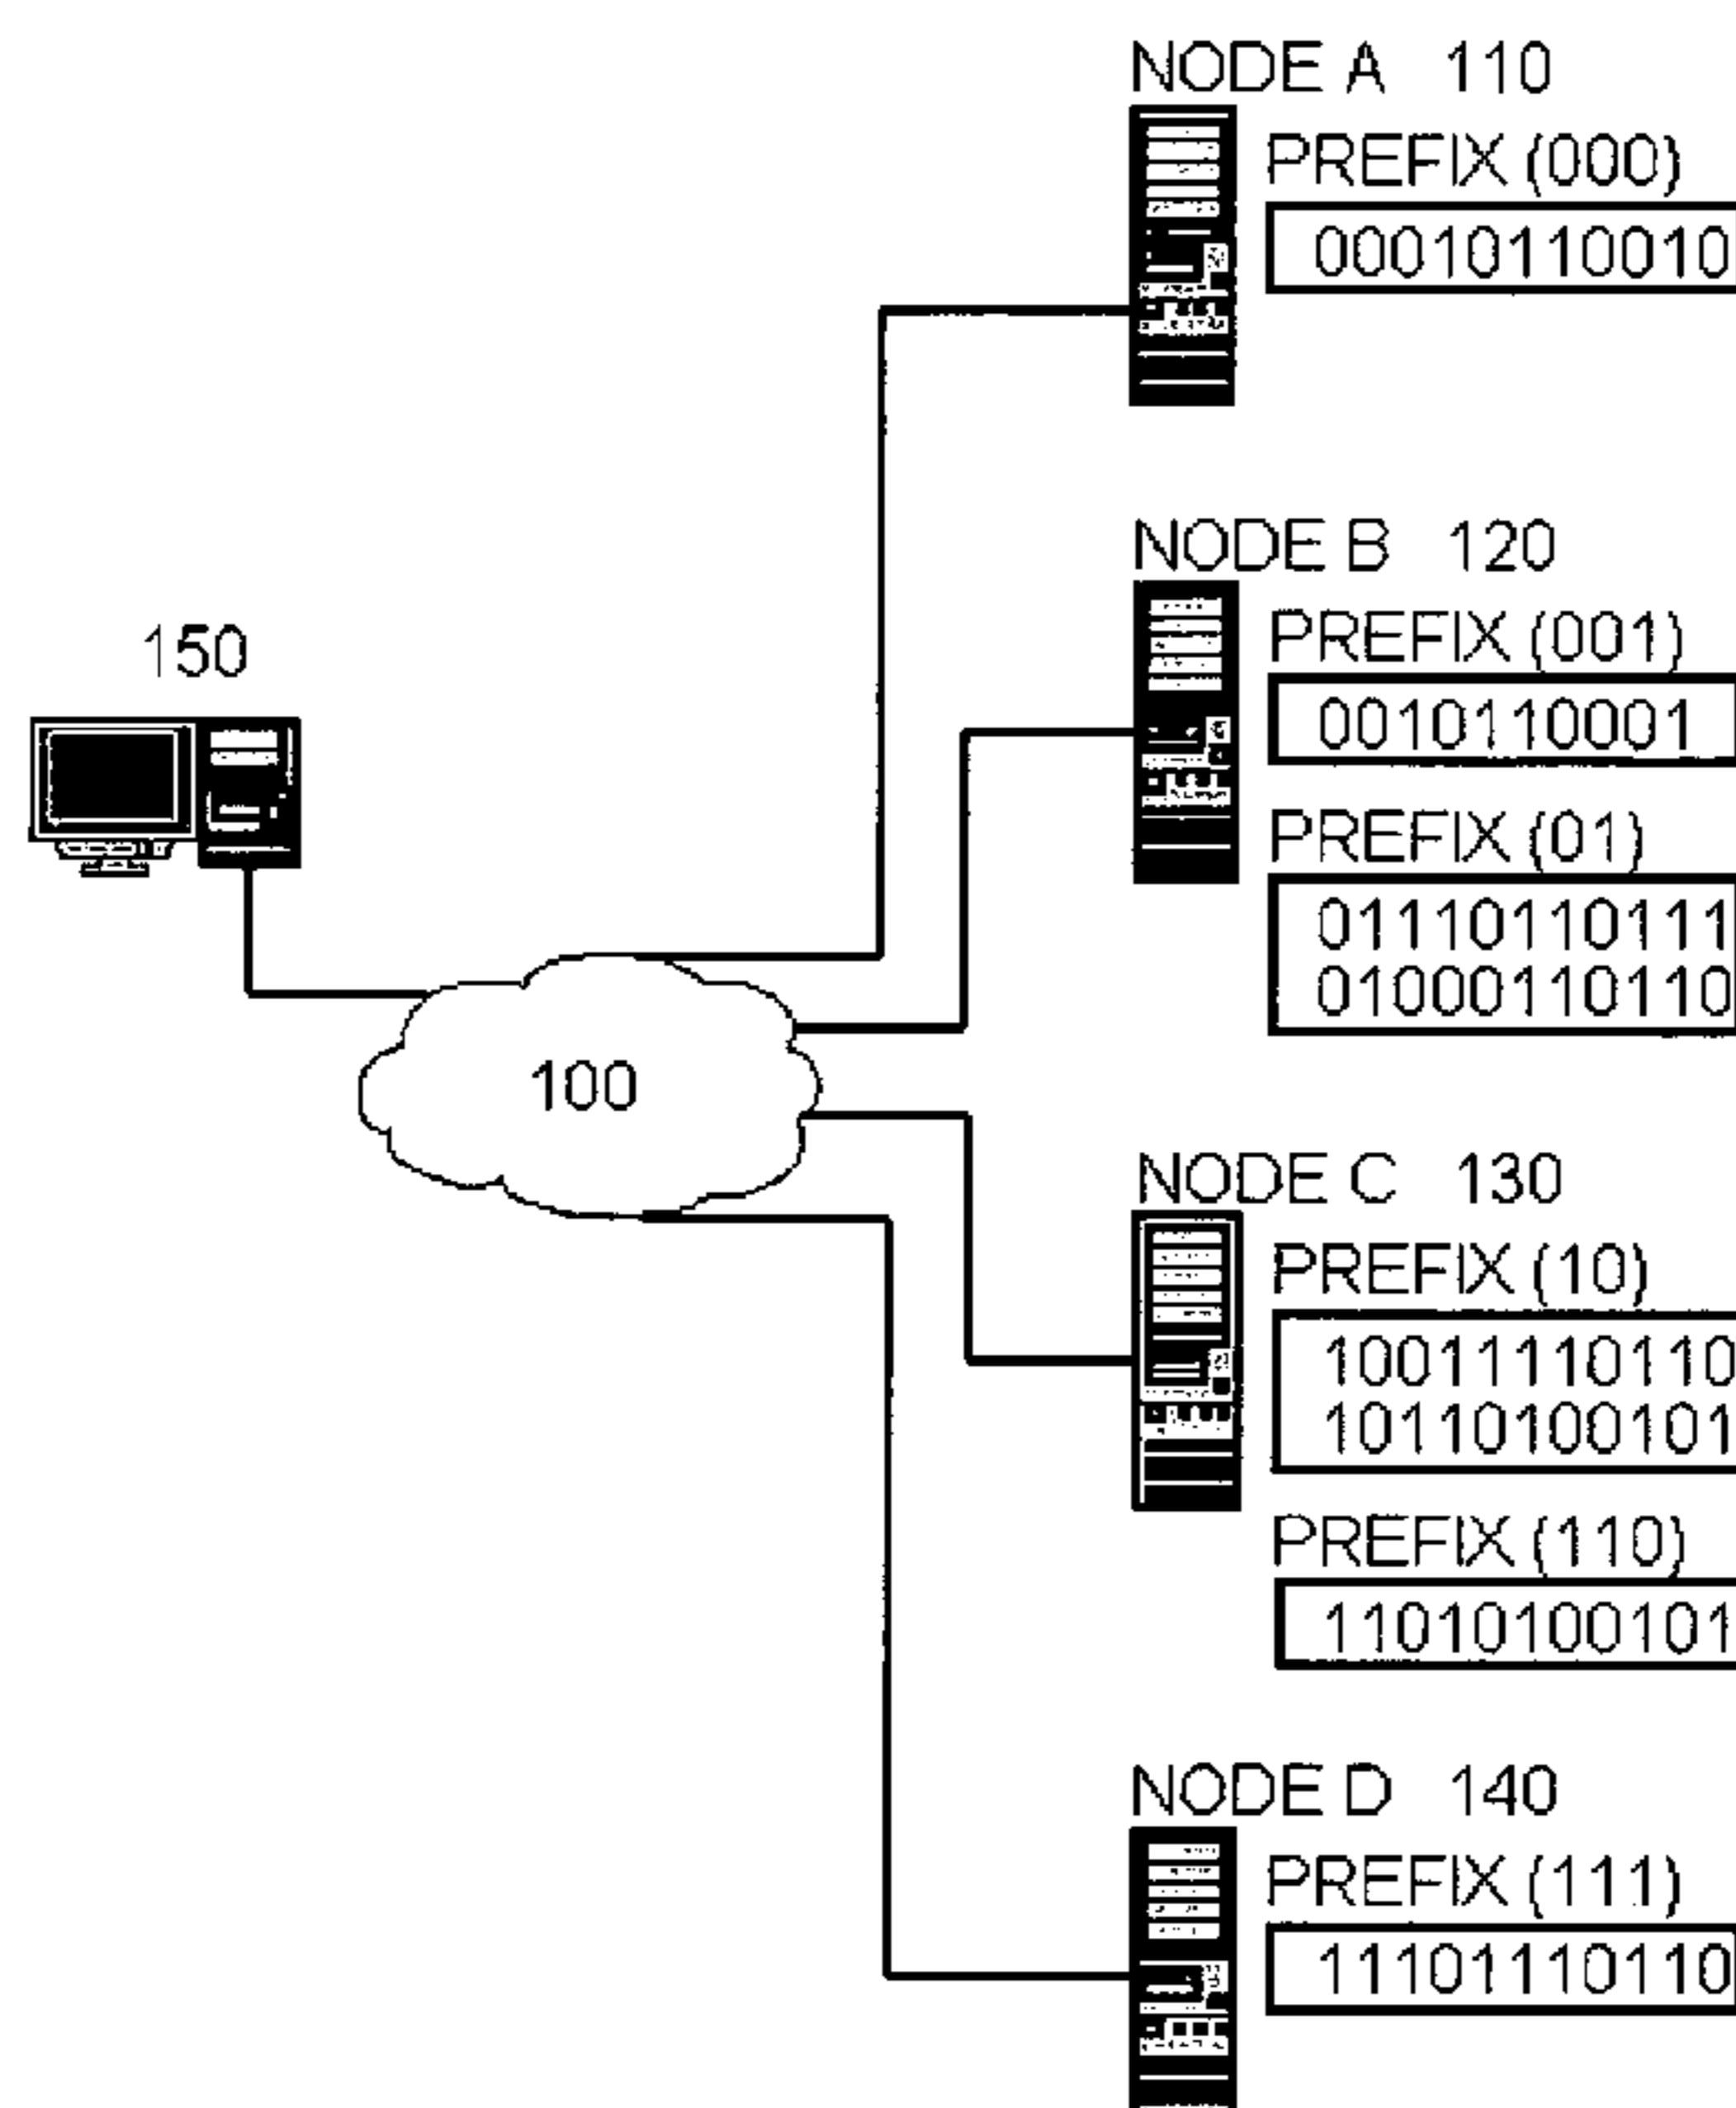 NODE A 110
PREFIX (000)
00010110010
NODE B 120
PREFIX (001)
0010110001
PREFIX (01)
01110110111
01000110110
150
100
NODE C 130
PREFIX (10)
10011110110
10110100101
PREFIX (110)
11010100101
NODE D 140
PREFIX (111)
11101110110